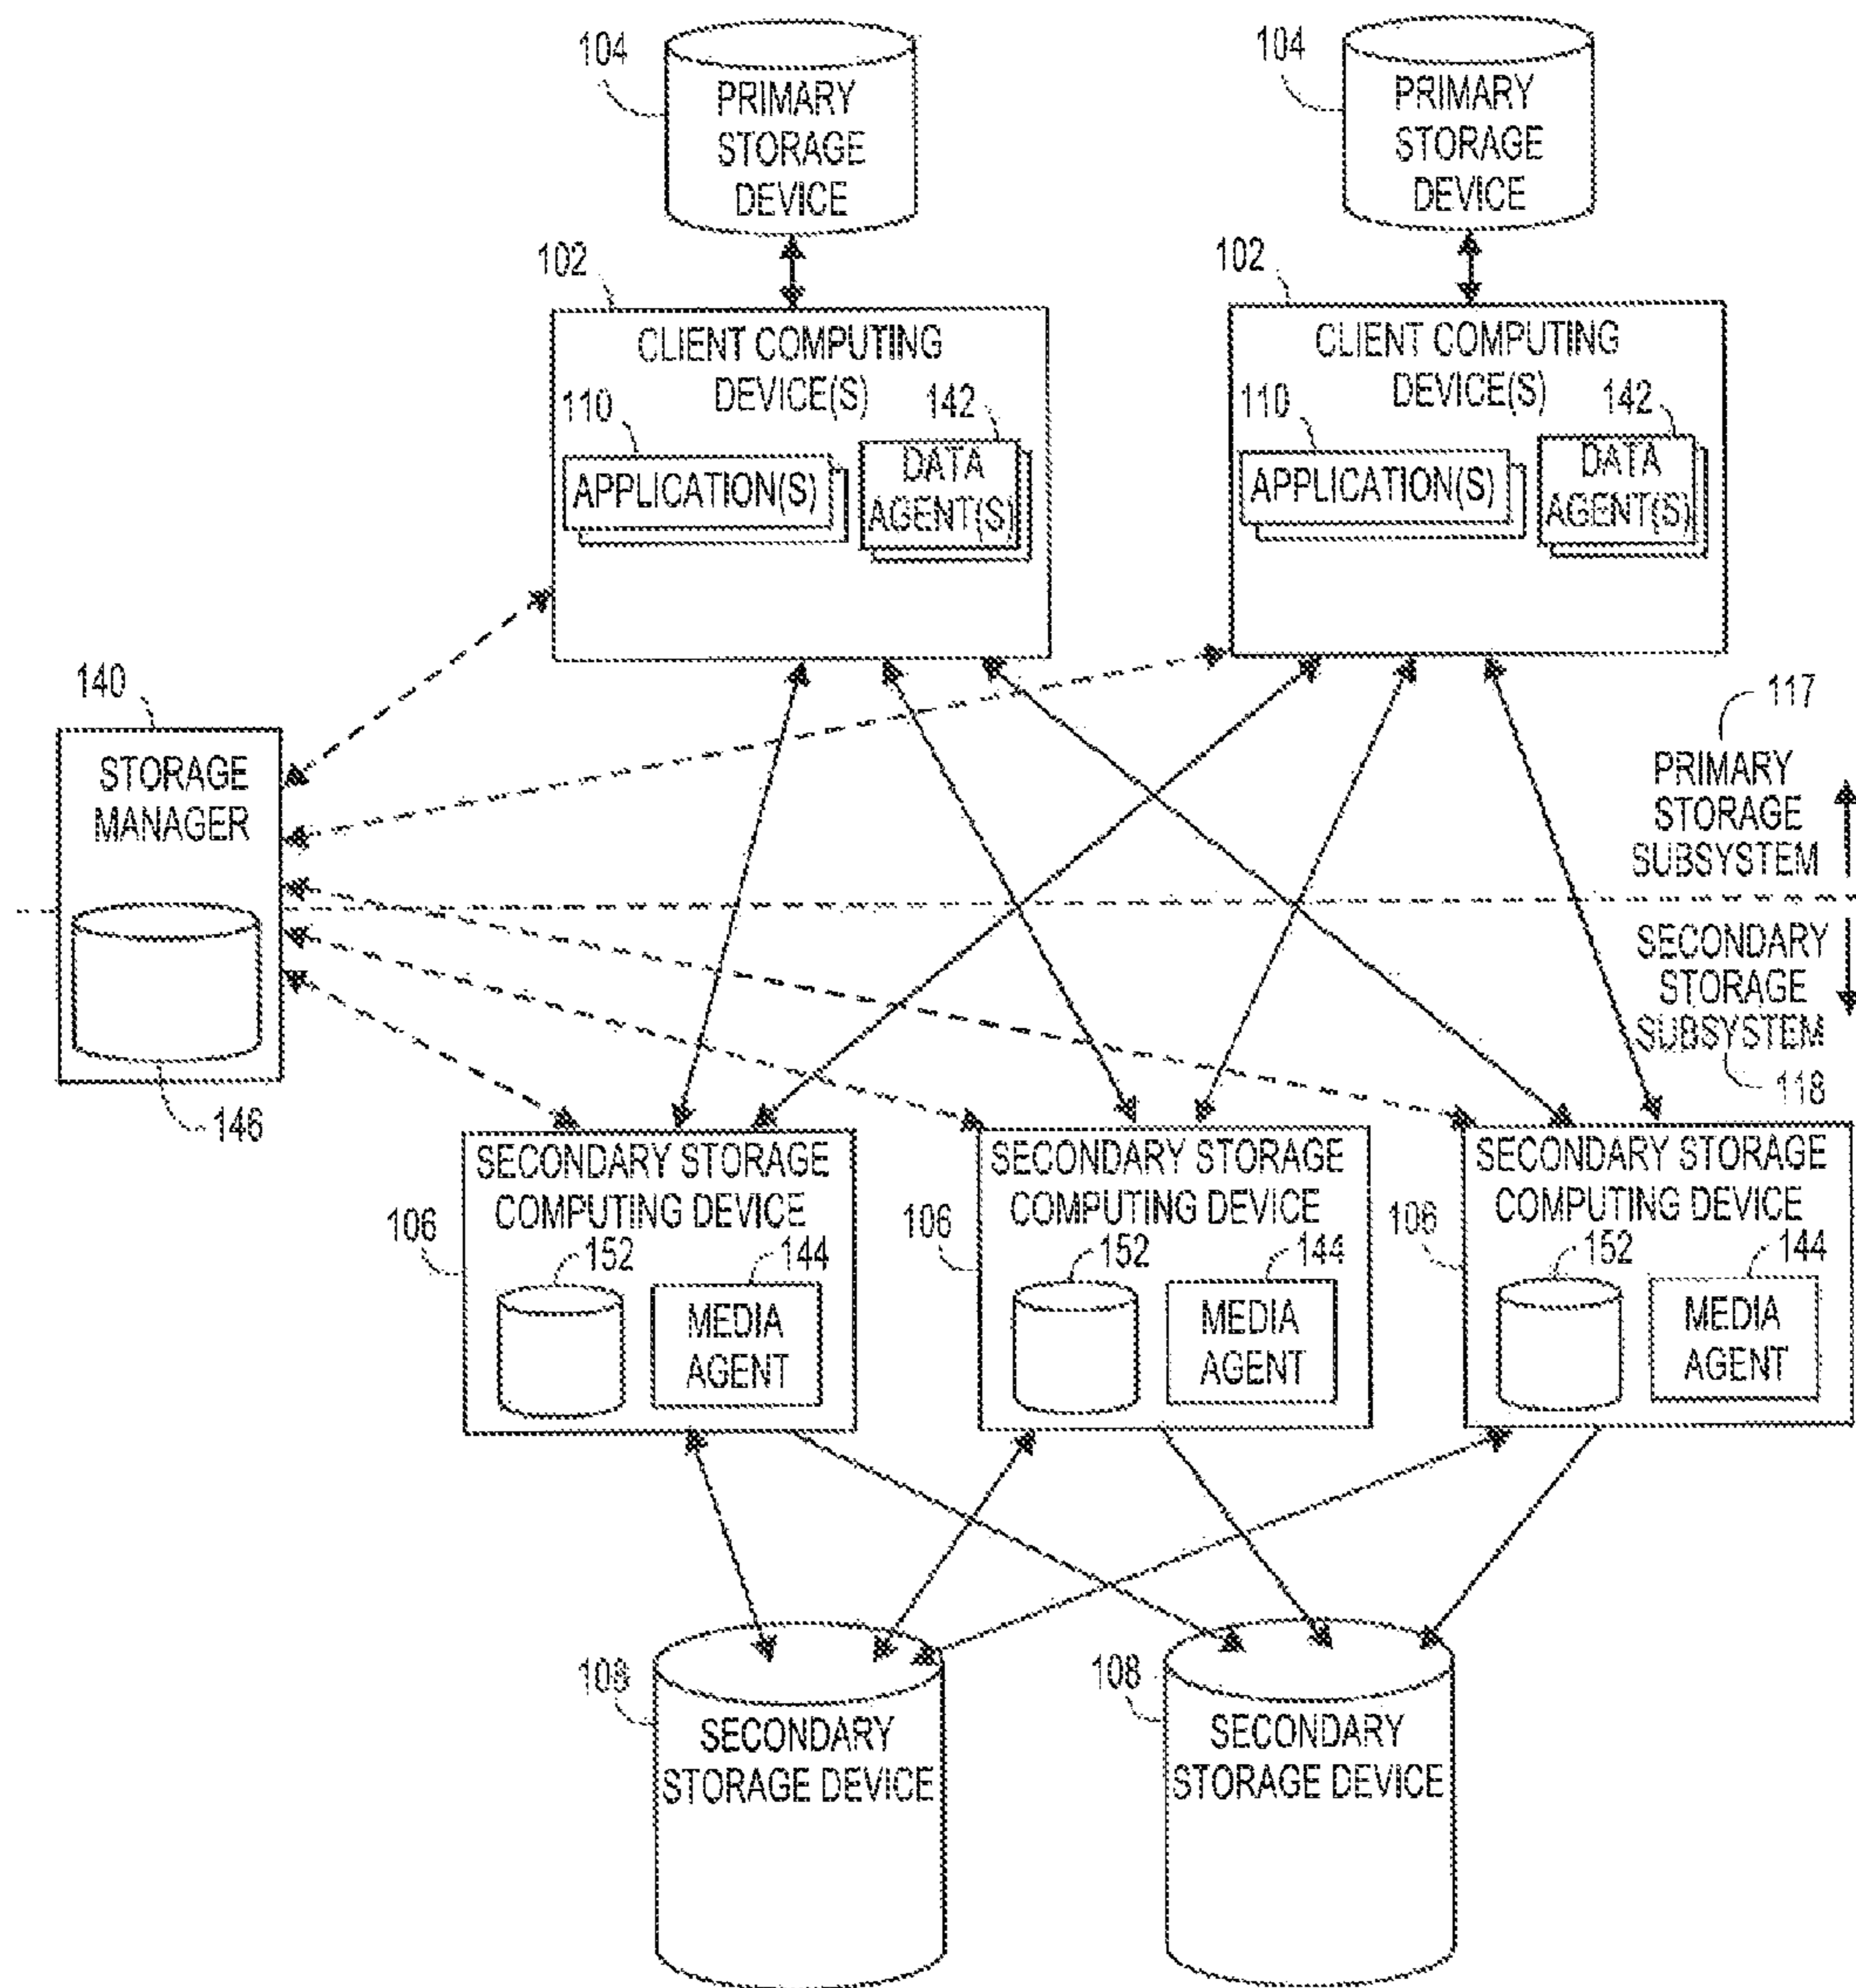 104
PRIMARY
STORAGE
DEVICE
104
PRIMARY
STORAGE
DEVICE
102
CLIENT COMPUTING
DEVICE(S)
110
142
APPLICATION(S)
DATA
AGENT(S)
102
CLIENT COMPUTING
DEVICE(S)
110
142
APPLICATION(S)
DATA
AGENT(S)
140
STORAGE
MANAGER
146
117
PRIMARY
STORAGE
SUBSYSTEM
SECONDARY
STORAGE
SUBSYSTEM
118
106
SECONDARY STORAGE
COMPUTING DEVICE
152
144
MEDIA
AGENT
106
SECONDARY STORAGE
COMPUTING DEVICE
152
144
MEDIA
AGENT
106
SECONDARY STORAGE
COMPUTING DEVICE
152
144
MEDIA
AGENT
108
SECONDARY
STORAGE DEVICE
108
SECONDARY
STORAGE DEVICE